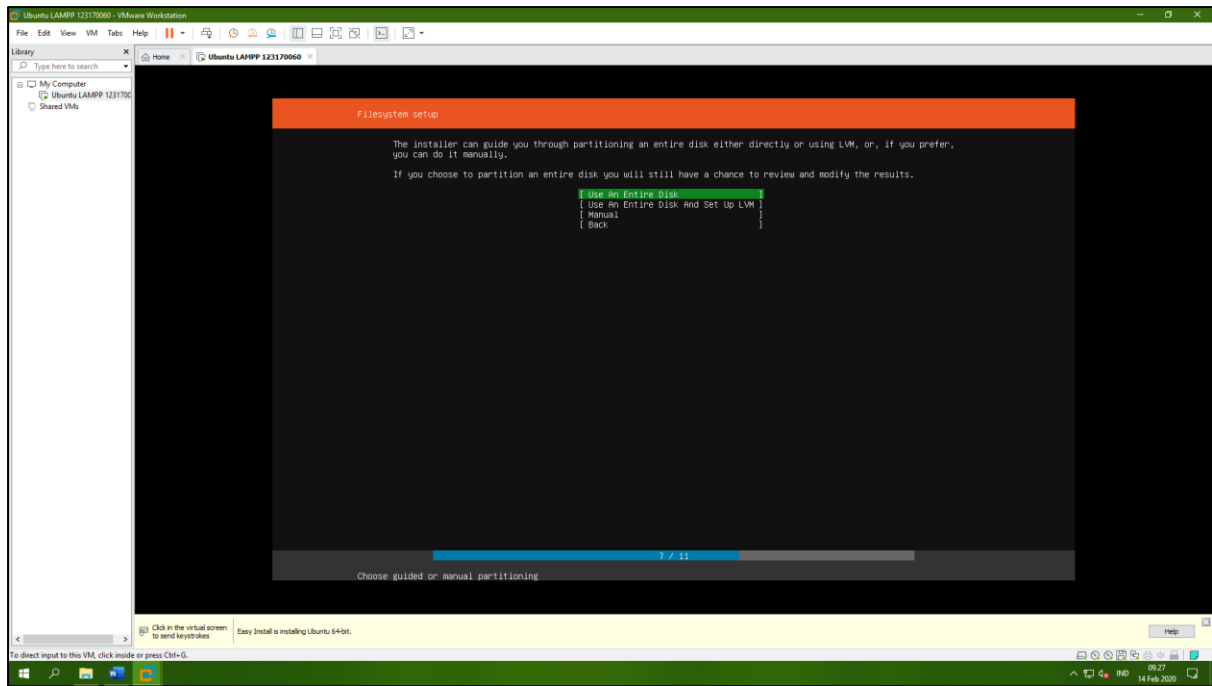 Ubuntu LAMPP 123170060 - VMware Workstation
File Edit View VM Tabs Help
Library
Home
Ubuntu LAMPP 123170060
Type here to search
My Computer
Ubuntu LAMPP 1231700
Shared VMs
Filesystem setup
The installer can guide you through partitioning an entire disk either directly or using LVM, or, if you prefer,
you can do it manually.
If you choose to partition an entire disk you will still have a chance to review and modify the results.
[ Use An Entire Disk ]
[ Use An Entire Disk And Set Up LVM ]
[ Manual ]
[ Back ]
7 / 11
Choose guided or manual partitioning
Click in the virtual screen
to send keystrokes
Easy Install is installing Ubuntu 64-bit.
Help
To direct input to this VM, click inside or press Ctrl+G.
IND
09.27
14 Feb 2020